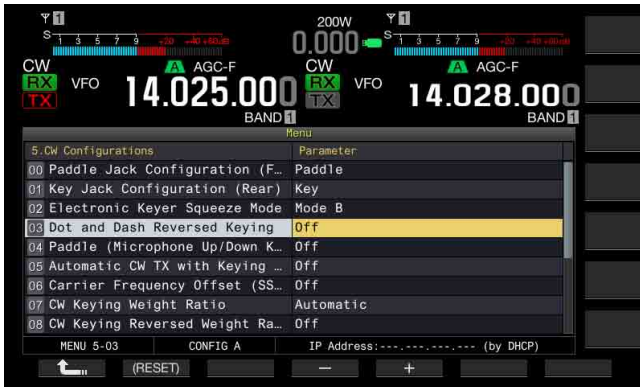 1 200W 1
S 1 3 5 7 9 +20 +40 +60dB 0.000 S 1 3 5 7 9 +20 +40 +60dB
CW A AGC-F CW A AGC-F
RX VFO 14.025.000 RX VFO 14.028.000
TX BAND 1 TX BAND 1
Menu
5.CW Configurations Parameter
00 Paddle Jack Configuration (F… Paddle
01 Key Jack Configuration (Rear) Key
02 Electronic Keyer Squeeze Mode Mode B
03 Dot and Dash Reversed Keying Off
04 Paddle (Microphone Up/Down K… Off
05 Automatic CW TX with Keying … Off
06 Carrier Frequency Offset (SS… Off
07 CW Keying Weight Ratio Automatic
08 CW Keying Reversed Weight Ra… Off
MENU 5-03 CONFIG A IP Address:---.---.---.--- (by DHCP)
(RESET) − +